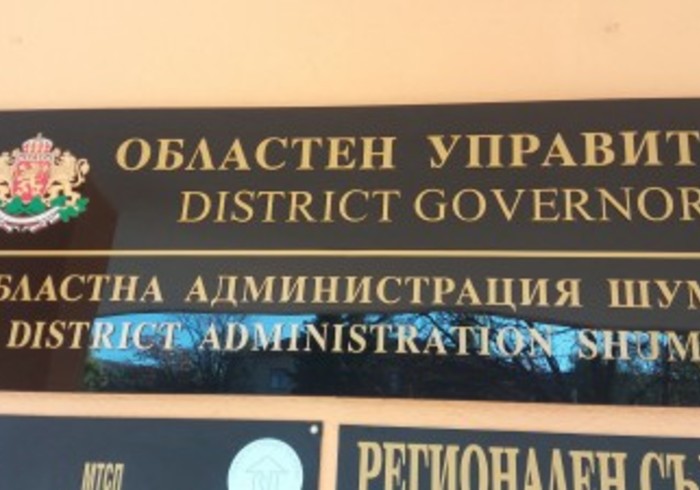 ОБЛАСТЕН УПРАВИТ
DISTRICT GOVERNOR
БЛАСТНА АДМИНИСТРАЦИЯ ШУМ
DISTRICT ADMINISTRATION SHUM
МТСП
РЕГИОНАЛЕН СЪ